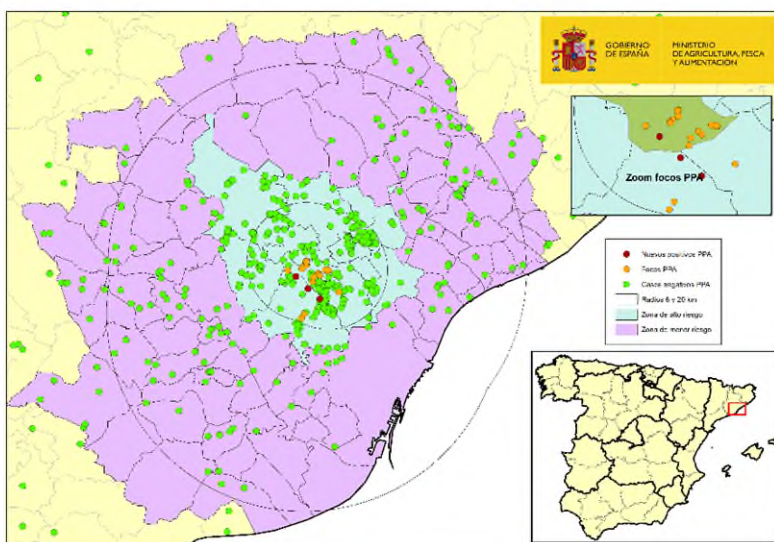 GOBIERNO
DE ESPAÑA
MINISTERIO
DE AGRICULTURA, PESCA
Y ALIMENTACIÓN
Zoom focos PPA
Nuevos positivos PPA
Focos PPA
Casos negativos PPA
Radios 6 y 20 km
Zona de alto riesgo
Zona de menor riesgo